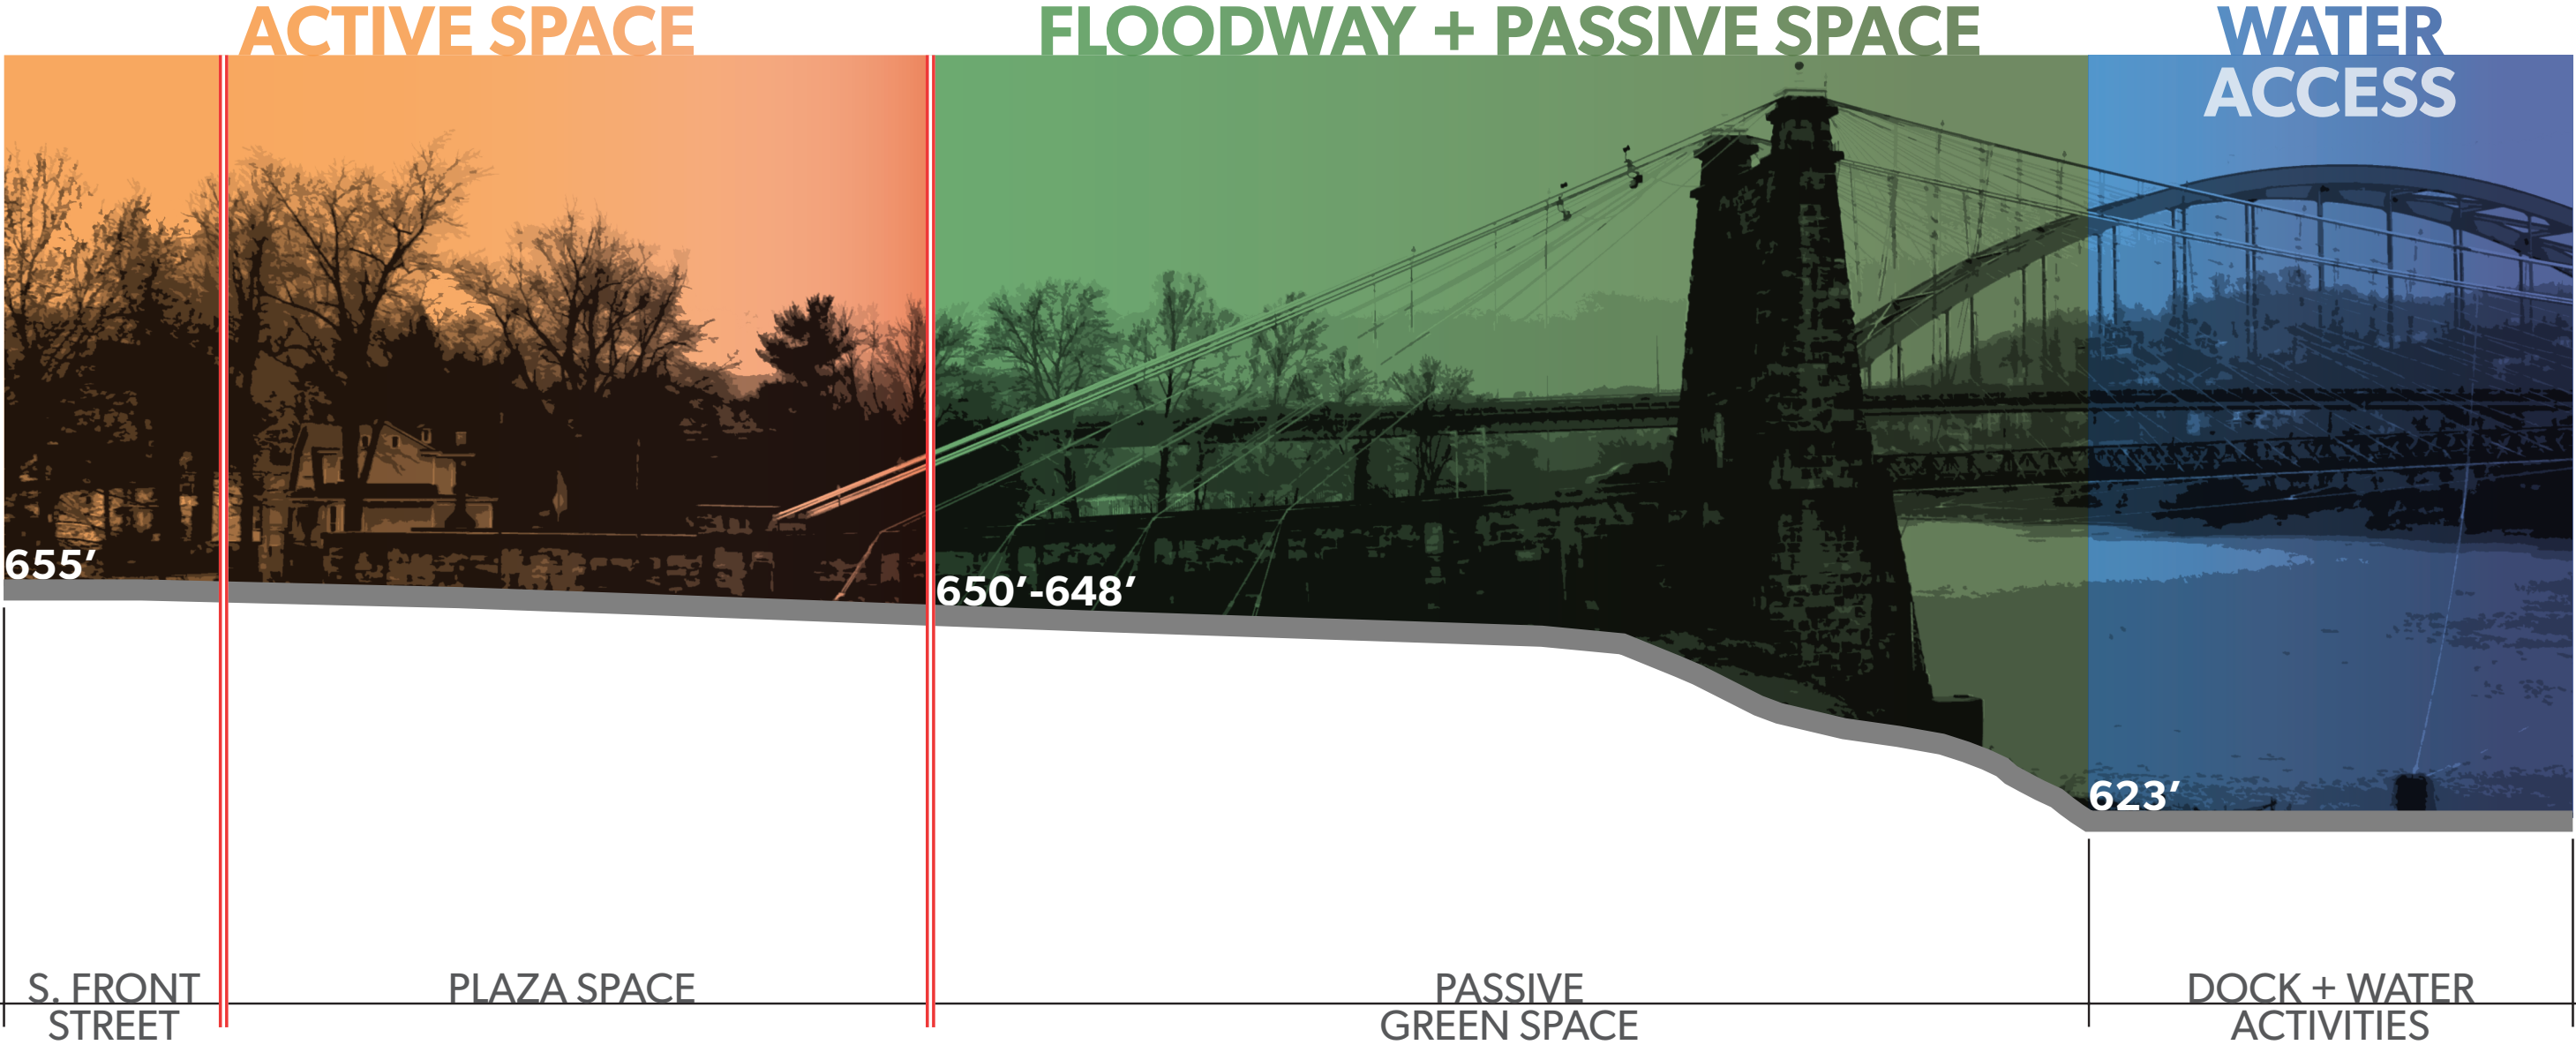 ACTIVE SPACE
FLOODWAY + PASSIVE SPACE
WATER
ACCESS
655’
650’-648’
623’
S. FRONT
STREET
PLAZA SPACE
PASSIVE
GREEN SPACE
DOCK + WATER
ACTIVITIES